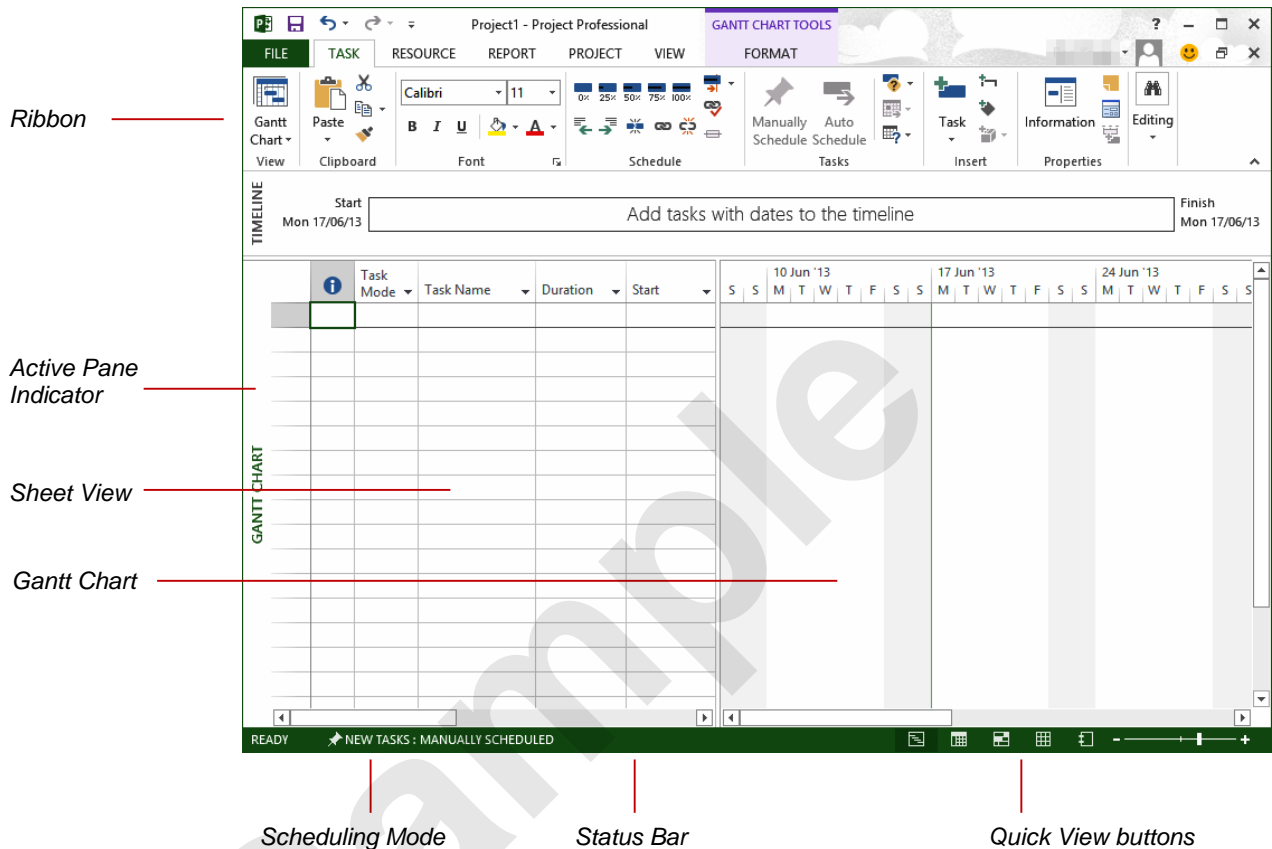 Project1 - Project Professional
GANTT CHART TOOLS
?
FILE TASK RESOURCE REPORT PROJECT VIEW FORMAT
Ribbon
Gantt Chart
Paste
Calibri 11
B I U A
0% 25% 50% 75% 100%
Manually Schedule
Auto Schedule
Task
Information
Editing
View Clipboard Font Schedule Tasks Insert Properties
TIMELINE
Start
Mon 17/06/13
Add tasks with dates to the timeline
Finish
Mon 17/06/13
Task Mode
Task Name
Duration
Start
10 Jun '13 17 Jun '13 24 Jun '13
S S M T W T F S S M T W T F S S M T W T F S S
Active Pane
Indicator
GANTT CHART
Sheet View
Gantt Chart
Sample
READY NEW TASKS : MANUALLY SCHEDULED
Scheduling Mode Status Bar Quick View buttons